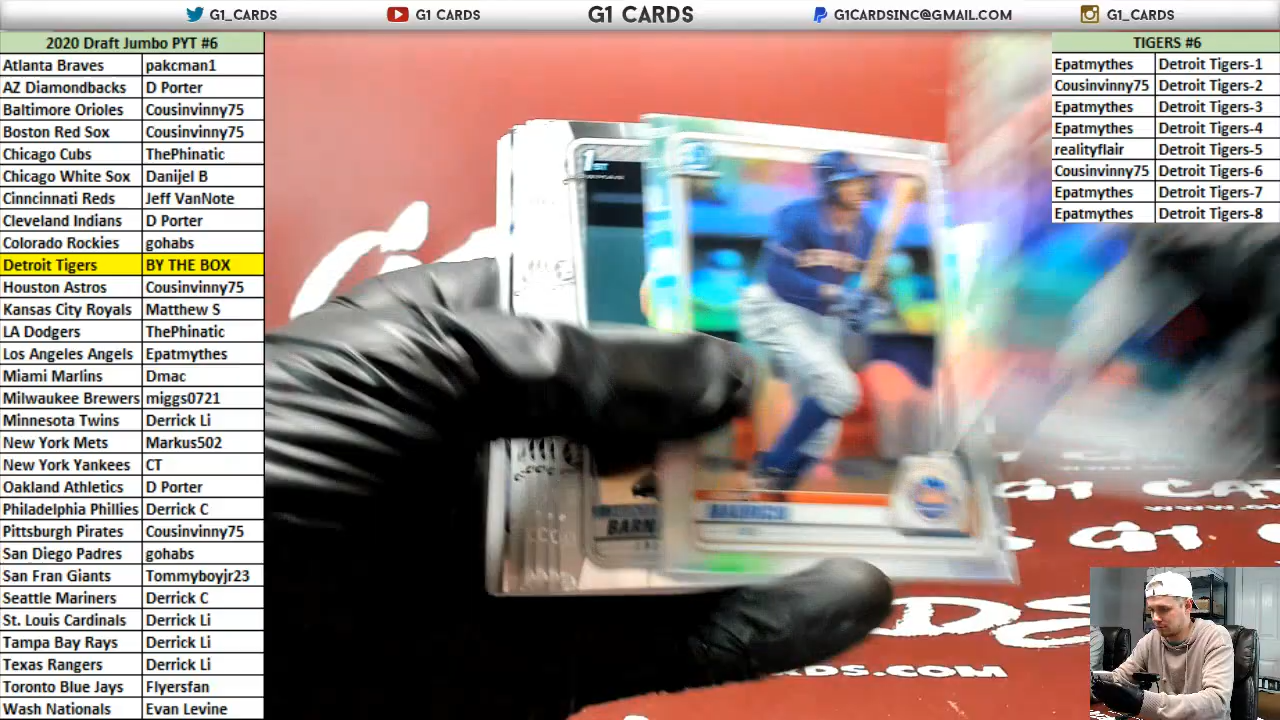 G1_CARDS
G1 CARDS
G1 CARDS
G1CARDSINC@GMAIL.COM
G1_CARDS
2020 Draft Jumbo PYT #6
Atlanta Braves pakcman1
AZ Diamondbacks D Porter
Baltimore Orioles Cousinvinny75
Boston Red Sox Cousinvinny75
Chicago Cubs ThePhinatic
Chicago White Sox Danijel B
Cinncinnati Reds Jeff VanNote
Cleveland Indians D Porter
Colorado Rockies gohabs
Detroit Tigers BY THE BOX
Houston Astros Cousinvinny75
Kansas City Royals Matthew S
LA Dodgers ThePhinatic
Los Angeles Angels Epatmythes
Miami Marlins Dmac
Milwaukee Brewers miggs0721
Minnesota Twins Derrick Li
New York Mets Markus502
New York Yankees CT
Oakland Athletics D Porter
Philadelphia Phillies Derrick C
Pittsburgh Pirates Cousinvinny75
San Diego Padres gohabs
San Fran Giants Tommyboyjr23
Seattle Mariners Derrick C
St. Louis Cardinals Derrick Li
Tampa Bay Rays Derrick Li
Texas Rangers Derrick Li
Toronto Blue Jays Flyersfan
Wash Nationals Evan Levine
TIGERS #6
Epatmythes Detroit Tigers-1
Cousinvinny75 Detroit Tigers-2
Epatmythes Detroit Tigers-3
Epatmythes Detroit Tigers-4
realityflair Detroit Tigers-5
Cousinvinny75 Detroit Tigers-6
Epatmythes Detroit Tigers-7
Epatmythes Detroit Tigers-8
1ST
BARN
G1 CA
G1 C
CARDS.COM